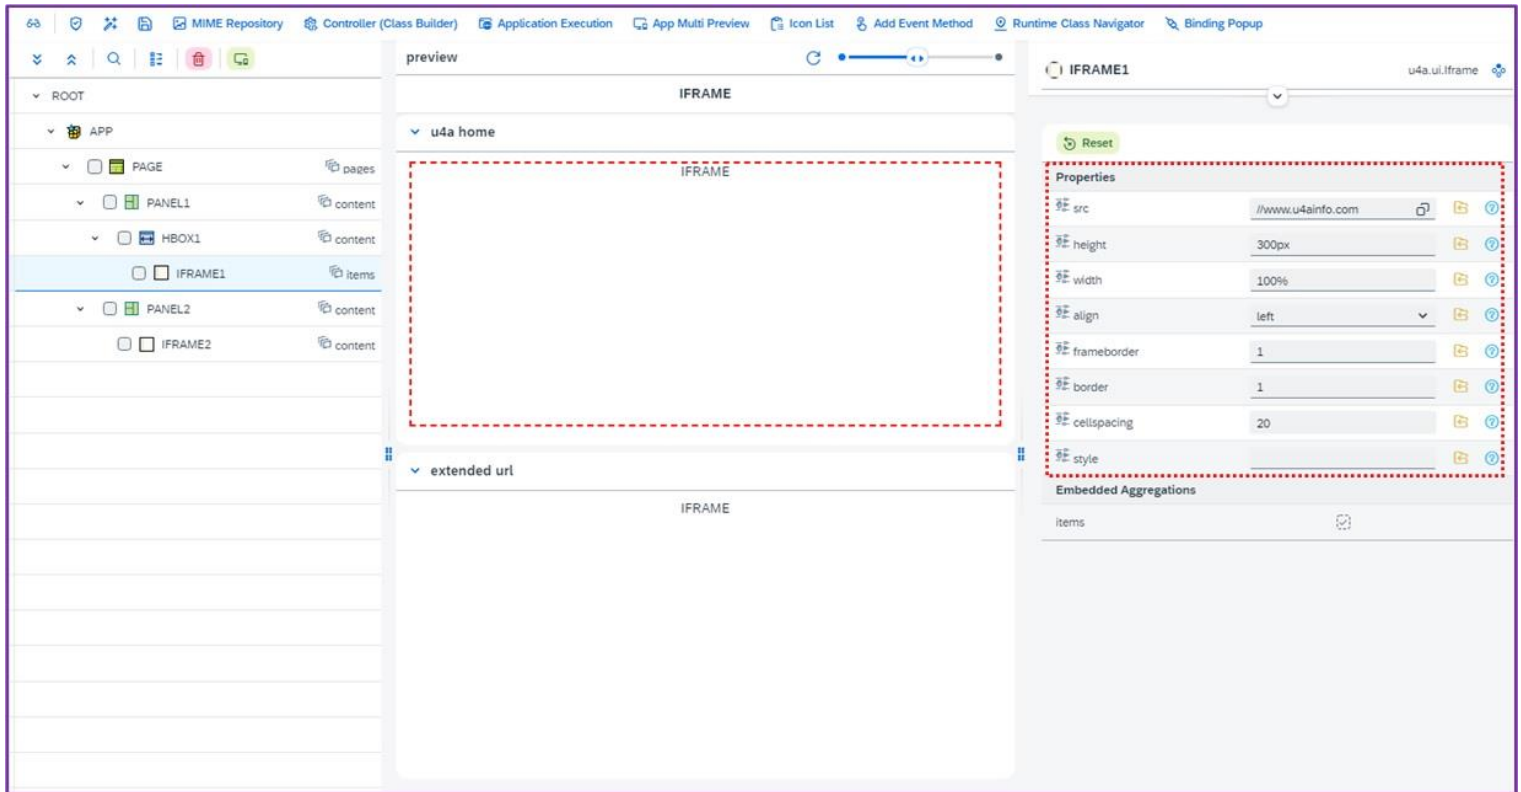 MIME Repository Controller (Class Builder) Application Execution App Multi Preview Icon List Add Event Method Runtime Class Navigator Binding Popup
ROOT
APP
PAGE pages
PANEL1 content
HBOX1 content
IFRAME1 items
PANEL2 content
IFRAME2 content
preview
IFRAME
u4a home
IFRAME
extended url
IFRAME
IFRAME1 u4a.ui.Iframe
Reset
Properties
src //www.u4ainfo.com
height 300px
width 100%
align left
frameborder 1
border 1
cellspacing 20
style
Embedded Aggregations
items